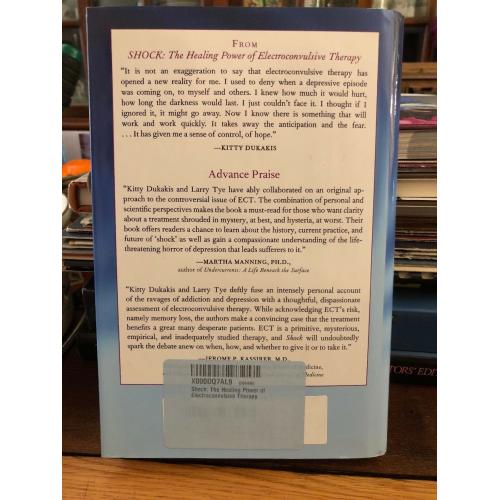 FROM
SHOCK: The Healing Power of Electroconvulsive Therapy
"It is not an exaggeration to say that electroconvulsive therapy has
opened a new reality for me. I used to deny when a depressive episode
was coming on, to myself and others. I knew how much it would hurt,
how long the darkness would last. I just couldn't face it. I thought if I
ignored it, it might go away. Now I know there is something that will
work and work quickly. It takes away the anticipation and the fear.
. . . It has given me a sense of control, of hope."
—KITTY DUKAKIS
Advance Praise
"Kitty Dukakis and Larry Tye have ably collaborated on an original ap-
proach to the controversial issue of ECT. The combination of personal and
scientific perspectives makes the book a must-read for those who want clarity
about a treatment shrouded in mystery, at best, and hysteria, at worst. Their
book offers readers a chance to learn about the history, current practice, and
future of 'shock' as well as gain a compassionate understanding of the life-
threatening horror of depression that leads sufferers to it."
—MARTHA MANNING, PH.D.,
author of Undercurrents: A Life Beneath the Surface
"Kitty Dukakis deftly fuse an intensely personal account
of the ravages of addiction and depression with a thoughtful, dispassionate
assessment of electroconvulsive therapy. While acknowledging ECT's risk,
namely memory loss, the authors make a convincing case that the treatment
benefits a great many desperate patients. ECT is a primitive, mysterious,
empirical, and inadequately studied therapy, and Shock will undoubtedly
spark the debate anew on when, how, and whether to give it or to take it."
—JEROME P. KASSIRER, M.D.,
Medicine,
Medicine
X000DQ7AL9
Shock: The Healing Power of
Electroconvulsive Therapy
TORS' EDI